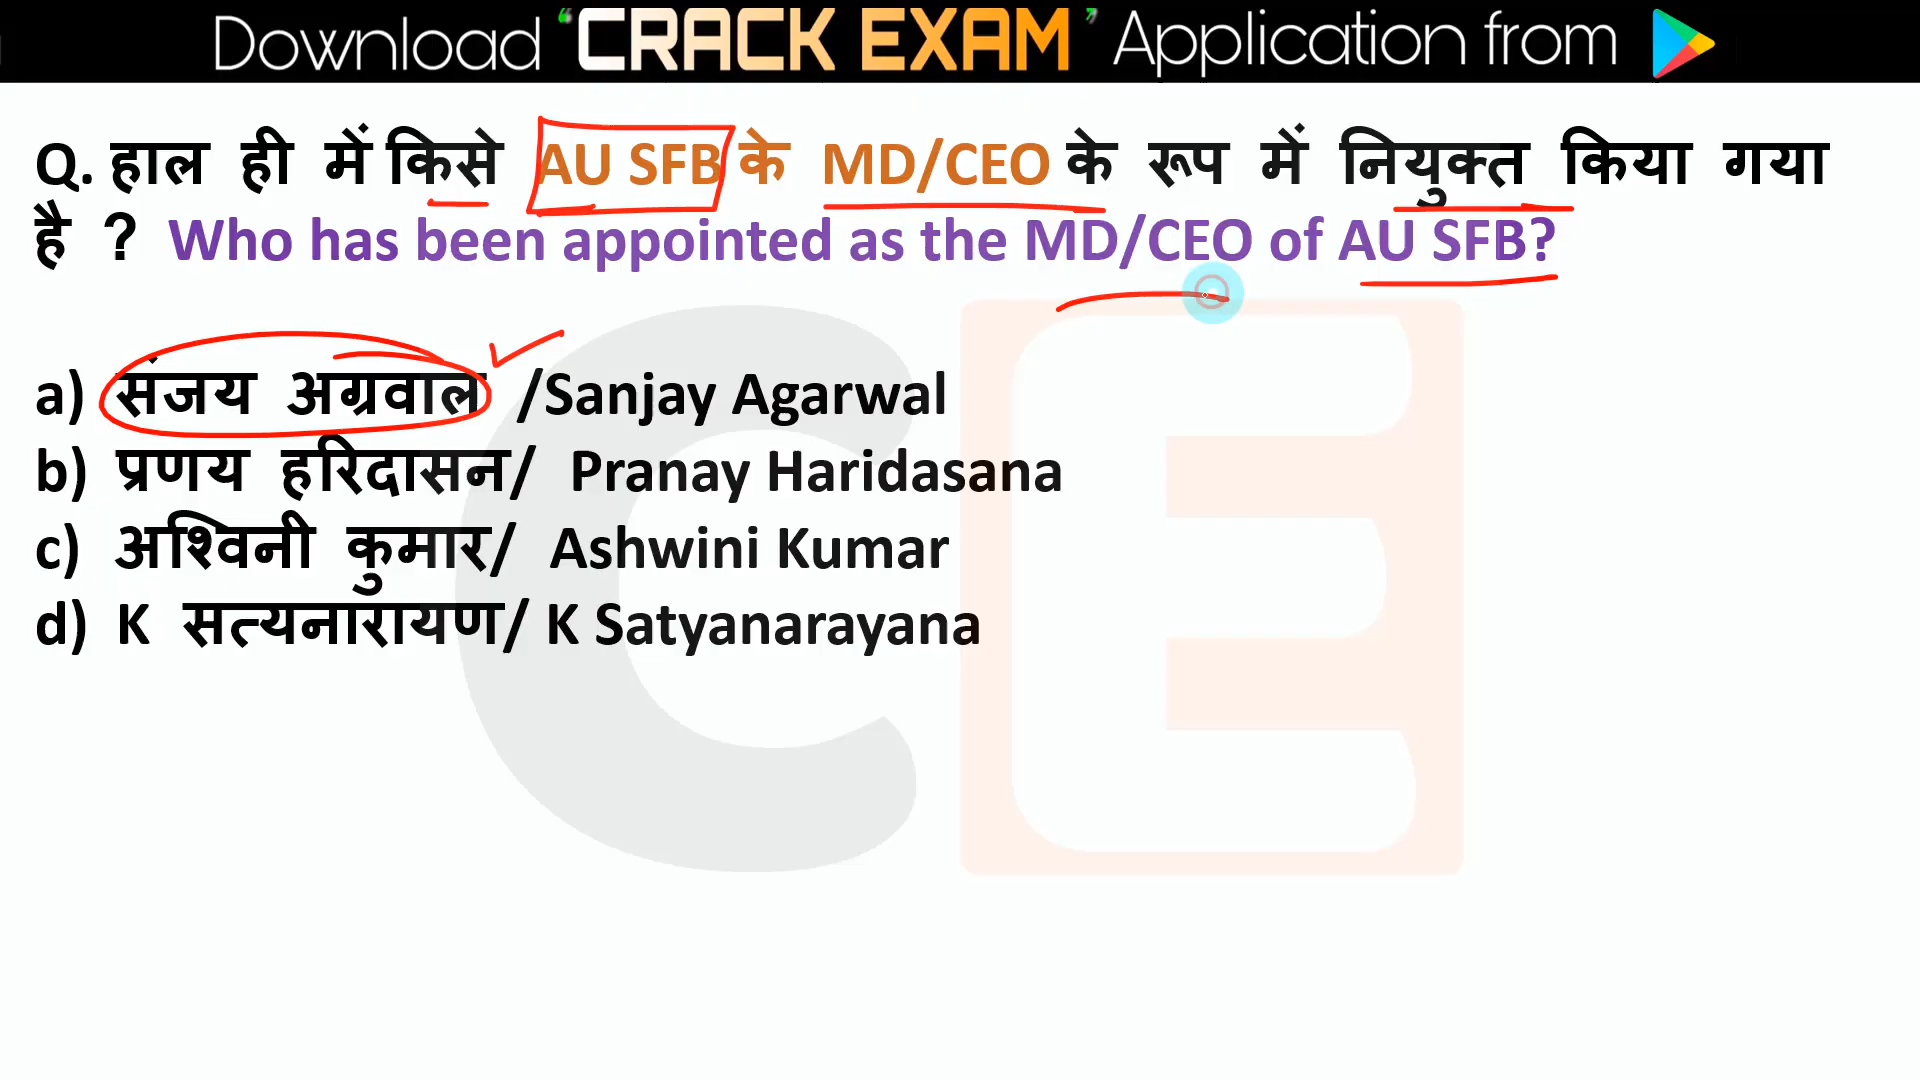 Download ‘CRACK EXAM’ Application from
Q. हाल ही में किसे AU SFB के MD/CEO के रूप में नियुक्त किया गया
है ? Who has been appointed as the MD/CEO of AU SFB?
a) संजय अग्रवाल /Sanjay Agarwal
b) प्रणय हरिदासन/ Pranay Haridasana
c) अश्विनी कुमार/ Ashwini Kumar
d) K सत्यनारायण/ K Satyanarayana
CE